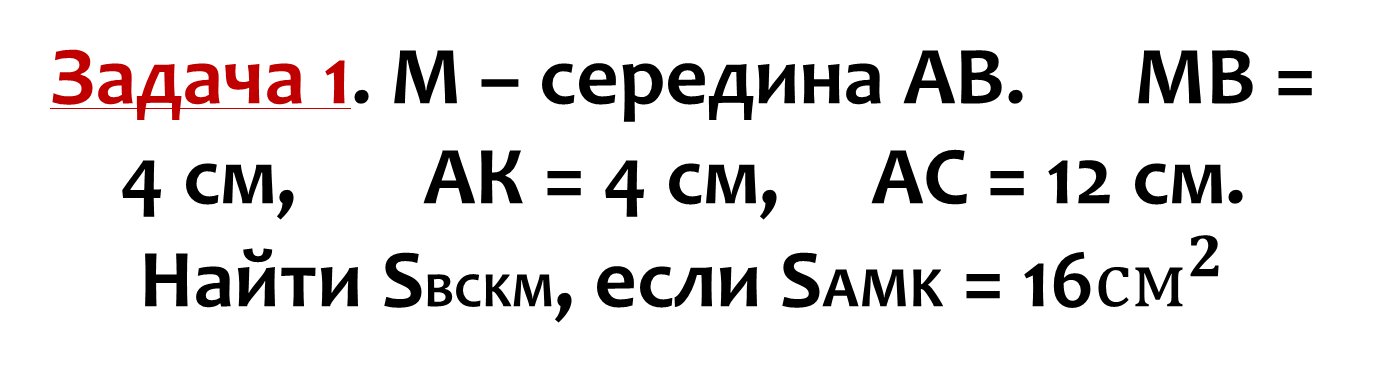 Задача 1. М – середина АВ. МВ =
4 см, АК = 4 см, АС = 12 см.
Найти SВСКМ, если SАМК = 16см²